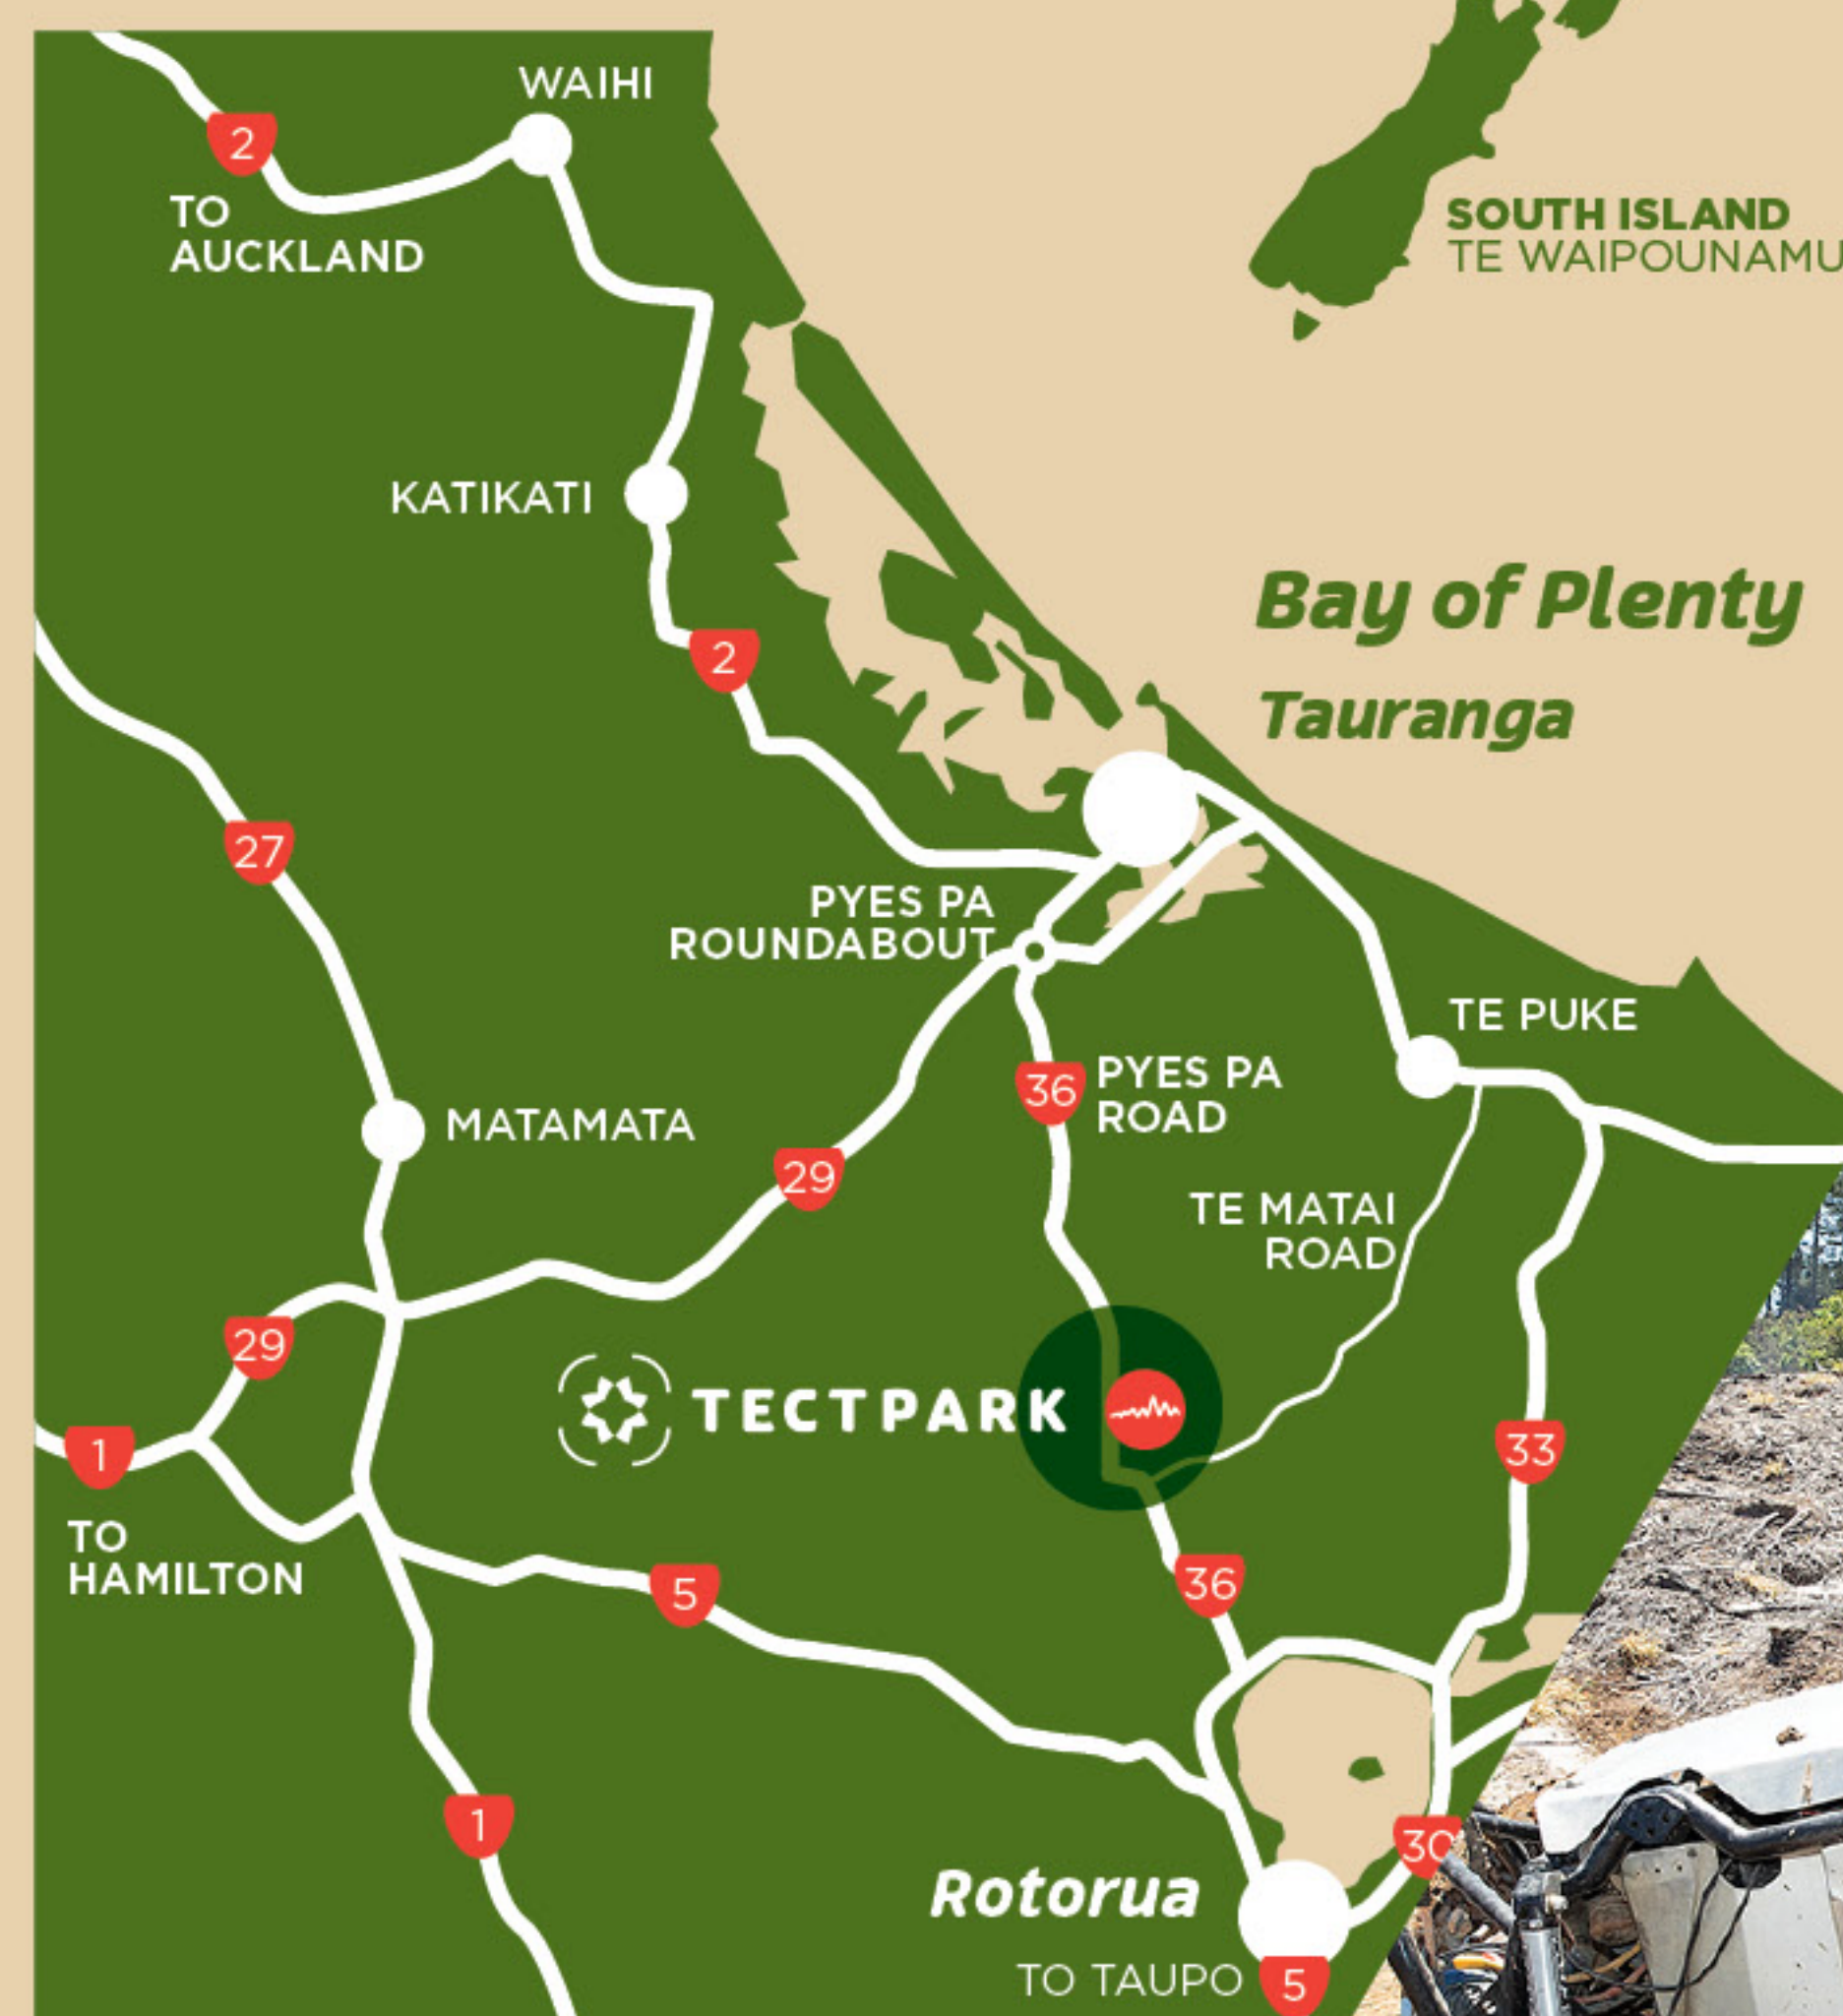 WAIHI
2
TO
AUCKLAND
SOUTH ISLAND
TE WAIPOUNAMU
KATIKATI
Bay of Plenty
2
Tauranga
27
PYES PA
ROUNDABOUT
TE PUKE
36
PYES PA
ROAD
MATAMATA
29
TE MATAI
ROAD
29
TECTPARK
1
33
TO
HAMILTON
5
36
1
30
Rotorua
TO TAUPO
5